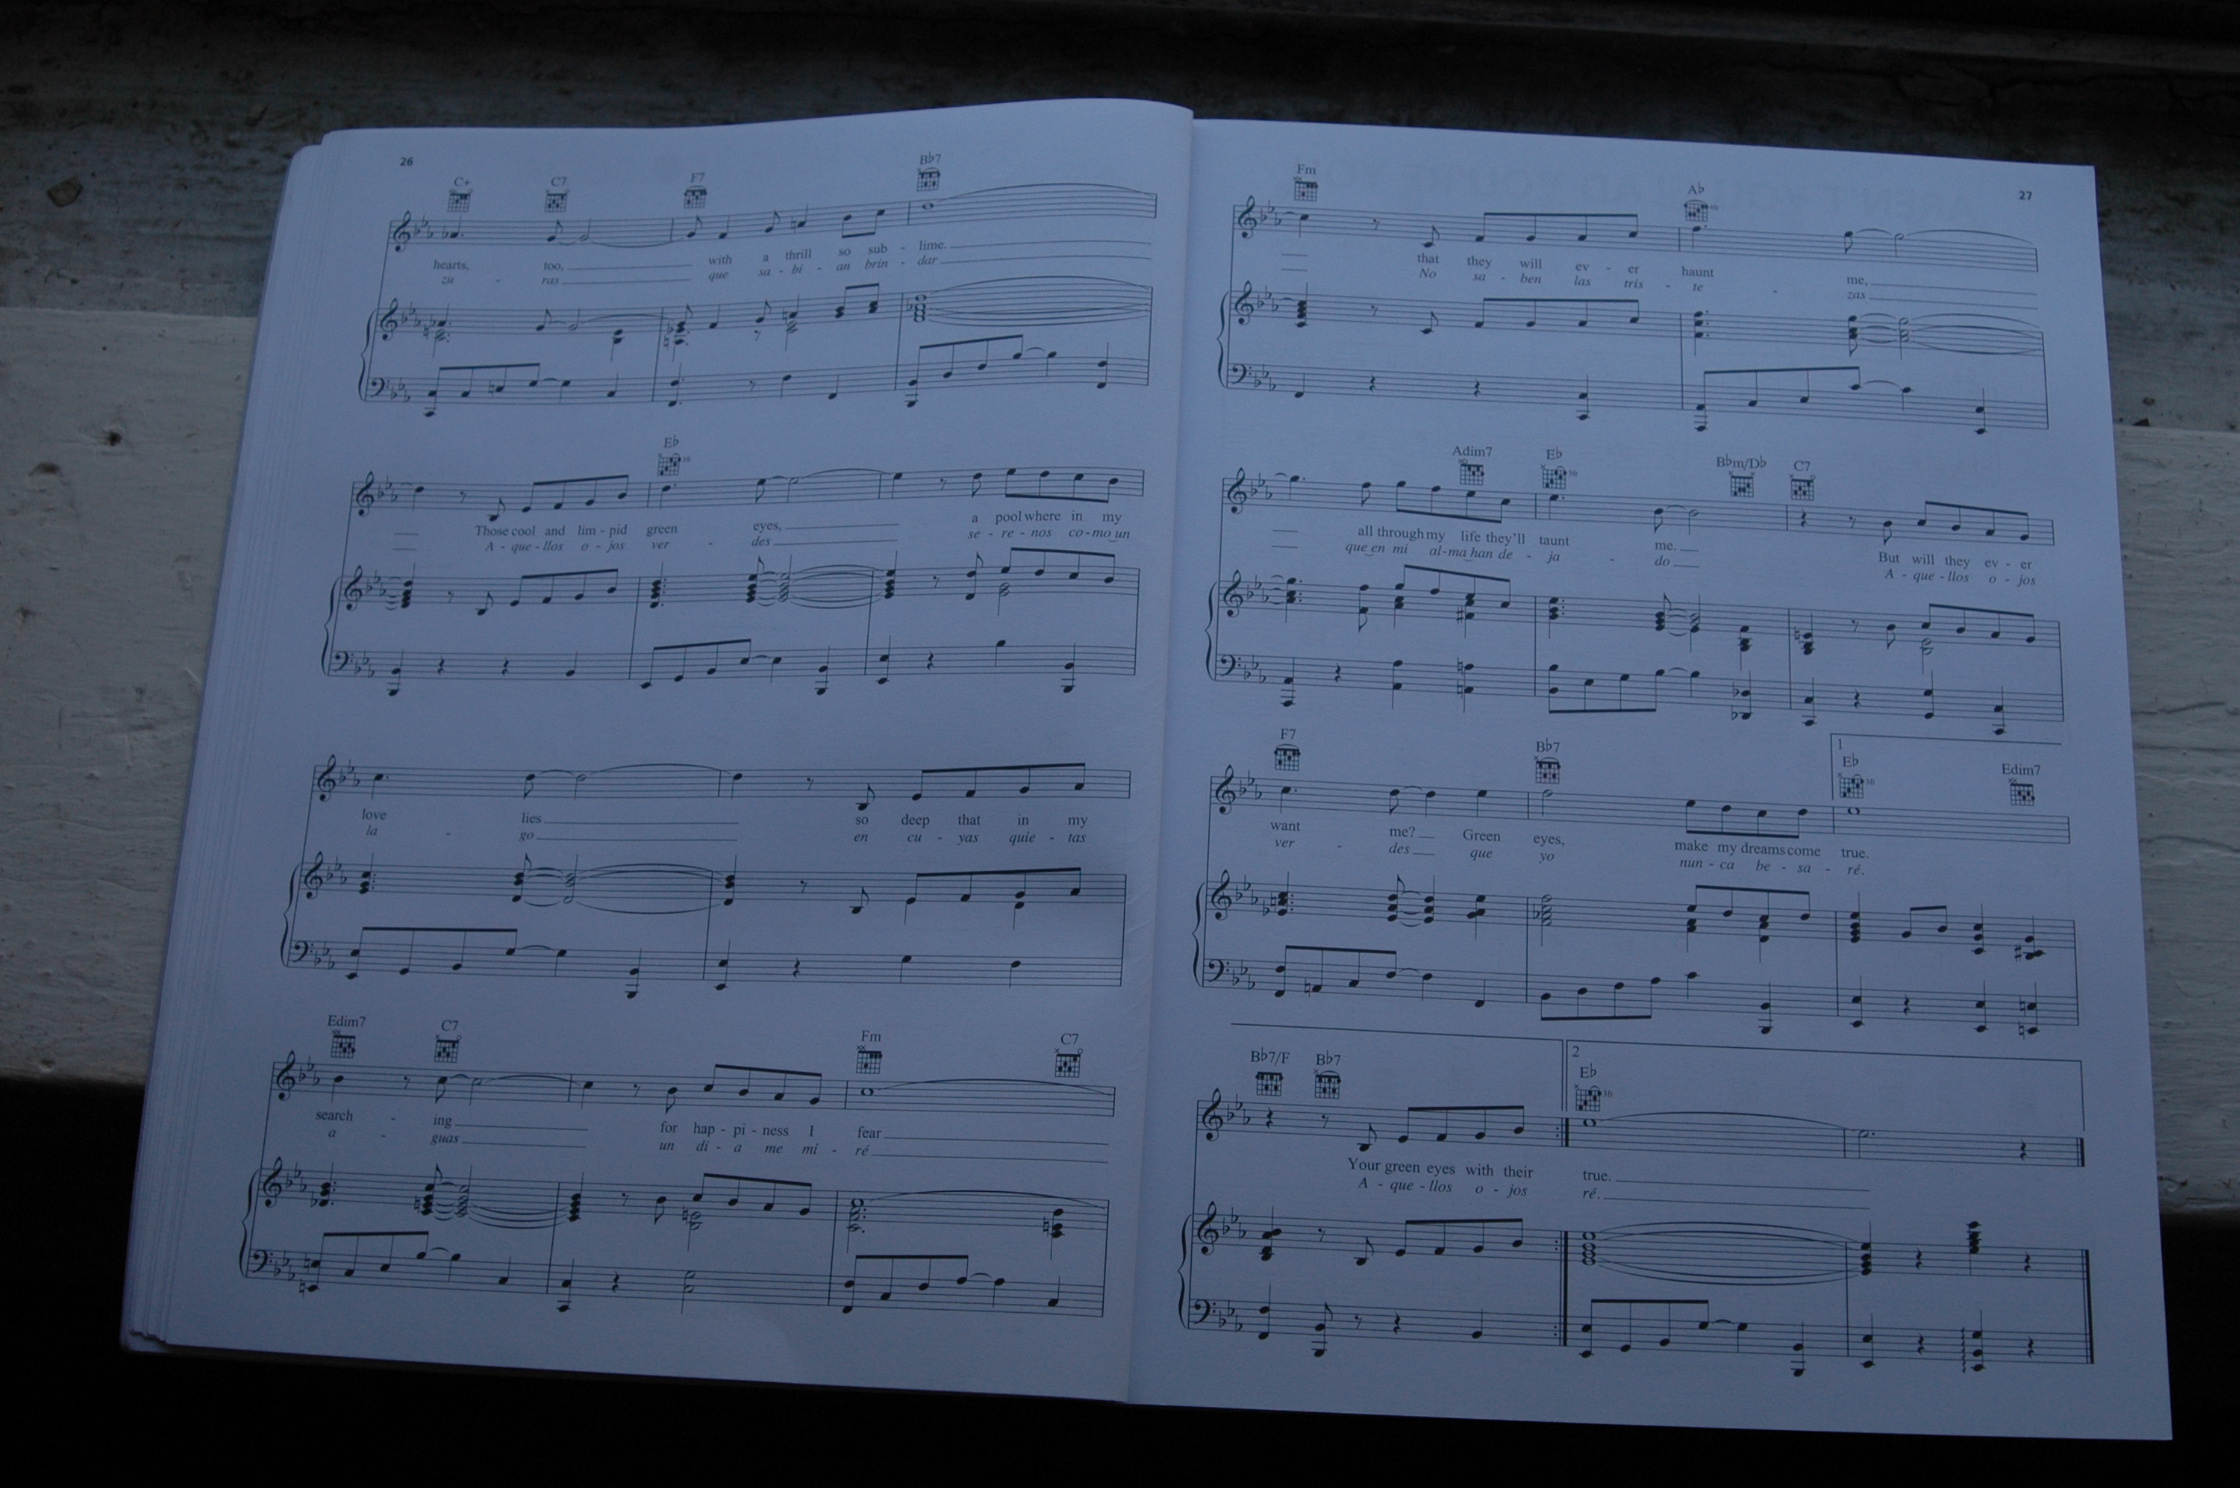 26
C+ C7 F7 B♭7
hearts, too, with a thrill so sub - lime.
zu - ras que sa - bi - an brin - dar
E♭
Those cool and lim - pid green eyes, a pool where in my
A - que - llos o - jos ver - des se - re - nos co - mo un
love lies so deep that in my
la - go en cu - yas quie - tas
Edim7 C7 Fm C7
search - ing for hap - pi - ness I fear
a - guas un di - a me mi - ré
27
Fm A♭
that they will ev - er haunt me,
No sa - ben las tris - te - zas
Adim7 E♭ B♭m/D♭ C7
all through my life they'll taunt me. But will they ev - er
que en mi al - ma han de - ja - do A - que - llos o - jos
F7 B♭7 1 E♭ Edim7
want me? Green eyes, make my dreams come true.
ver - des que yo nun - ca be - sa - ré.
B♭7/F B♭7 2 E♭
Your green eyes with their true.
A - que - llos o - jos ré.